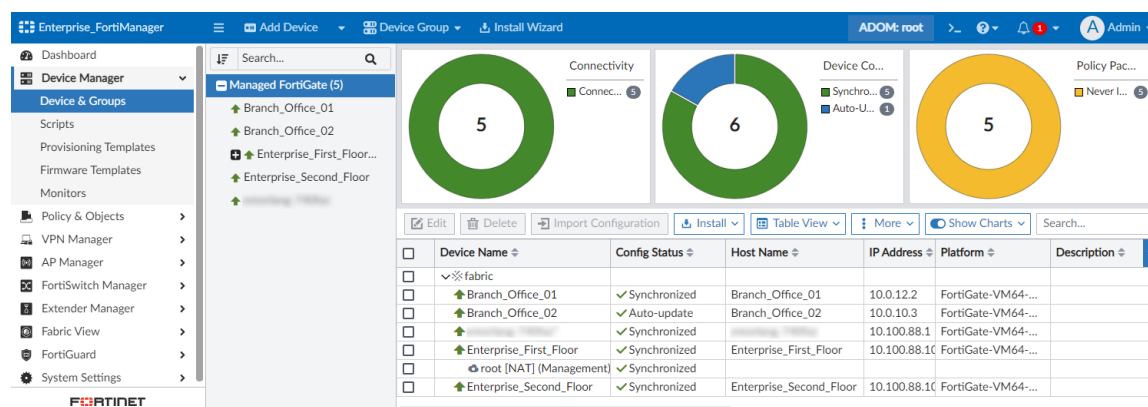 Enterprise_FortiManager
Add Device
Device Group
Install Wizard
ADOM: root
>_
?
1
A
Admin
Dashboard
Device Manager
Device & Groups
Scripts
Provisioning Templates
Firmware Templates
Monitors
Policy & Objects
VPN Manager
AP Manager
FortiSwitch Manager
Extender Manager
Fabric View
FortiGuard
System Settings
FORTINET
Search...
Managed FortiGate (5)
Branch_Office_01
Branch_Office_02
Enterprise_First_Floor...
Enterprise_Second_Floor
5
Connectivity
Connec... 5
6
Device Co...
Synchro... 5
Auto-U... 1
5
Policy Pac...
Never I... 5
Edit
Delete
Import Configuration
Install
Table View
More
Show Charts
Search...
Device Name Config Status Host Name IP Address Platform Description
fabric
Branch_Office_01 Synchronized Branch_Office_01 10.0.12.2 FortiGate-VM64-...
Branch_Office_02 Auto-update Branch_Office_02 10.0.10.3 FortiGate-VM64-...
Synchronized 10.100.88.1 FortiGate-VM64-...
Enterprise_First_Floor Synchronized Enterprise_First_Floor 10.100.88.10 FortiGate-VM64-...
root [NAT] (Management) Synchronized
Enterprise_Second_Floor Synchronized Enterprise_Second_Floor 10.100.88.10 FortiGate-VM64-...